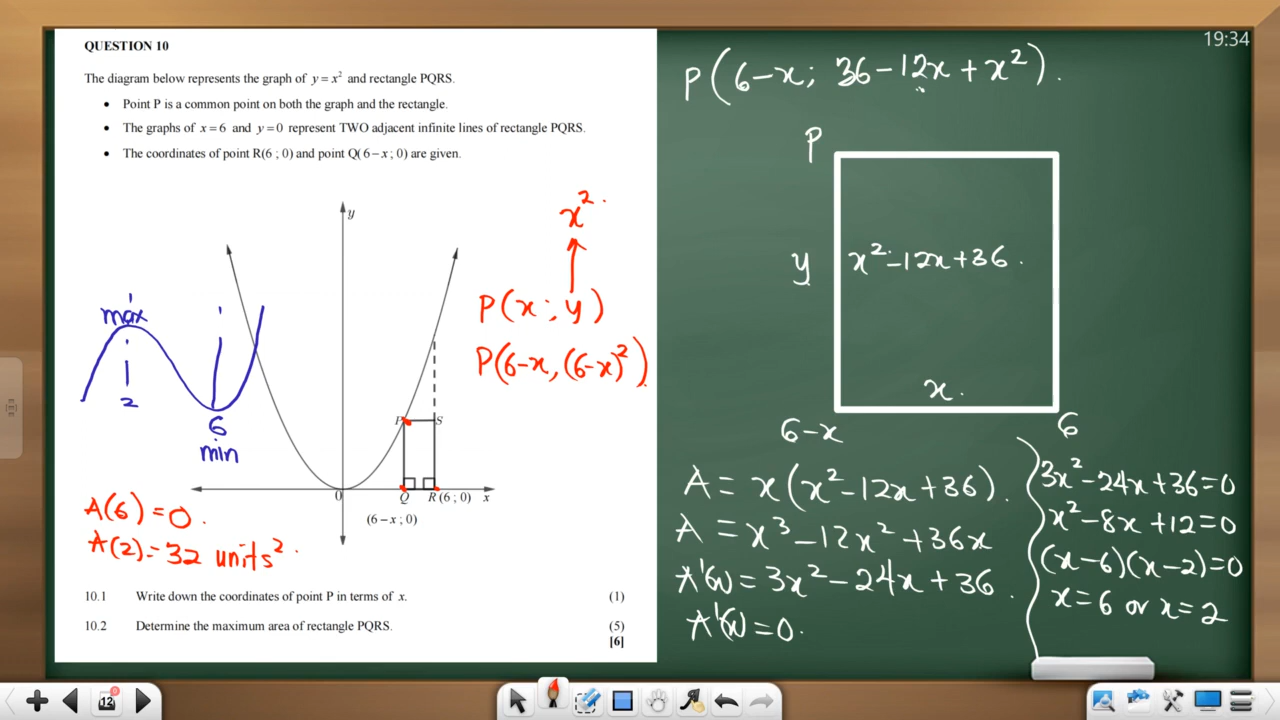 QUESTION 10
The diagram below represents the graph of y = x² and rectangle PQRS.
• Point P is a common point on both the graph and the rectangle.
• The graphs of x = 6 and y = 0 represent TWO adjacent infinite lines of rectangle PQRS.
• The coordinates of point R(6 ; 0) and point Q(6 − x ; 0) are given.
y
x².
P(x ; y)
P(6-x, (6-x)²)
max
2
6
min
P
S
0
Q
R (6 ; 0)
x
(6 − x ; 0)
A(6) = 0.
A(2) = 32 units².
10.1 Write down the coordinates of point P in terms of x. (1)
10.2 Determine the maximum area of rectangle PQRS. (5)
[6]
19:34
P(6-x; 36-12x+x²).
P
y
x²-12x+36.
x.
6-x
6
A = x(x²-12x+36).
A = x³-12x²+36x
A'(x) = 3x²-24x+36.
A'(x) = 0.
3x²-24x+36=0
x²-8x+12=0
(x-6)(x-2)=0
x=6 or x=2
12
0